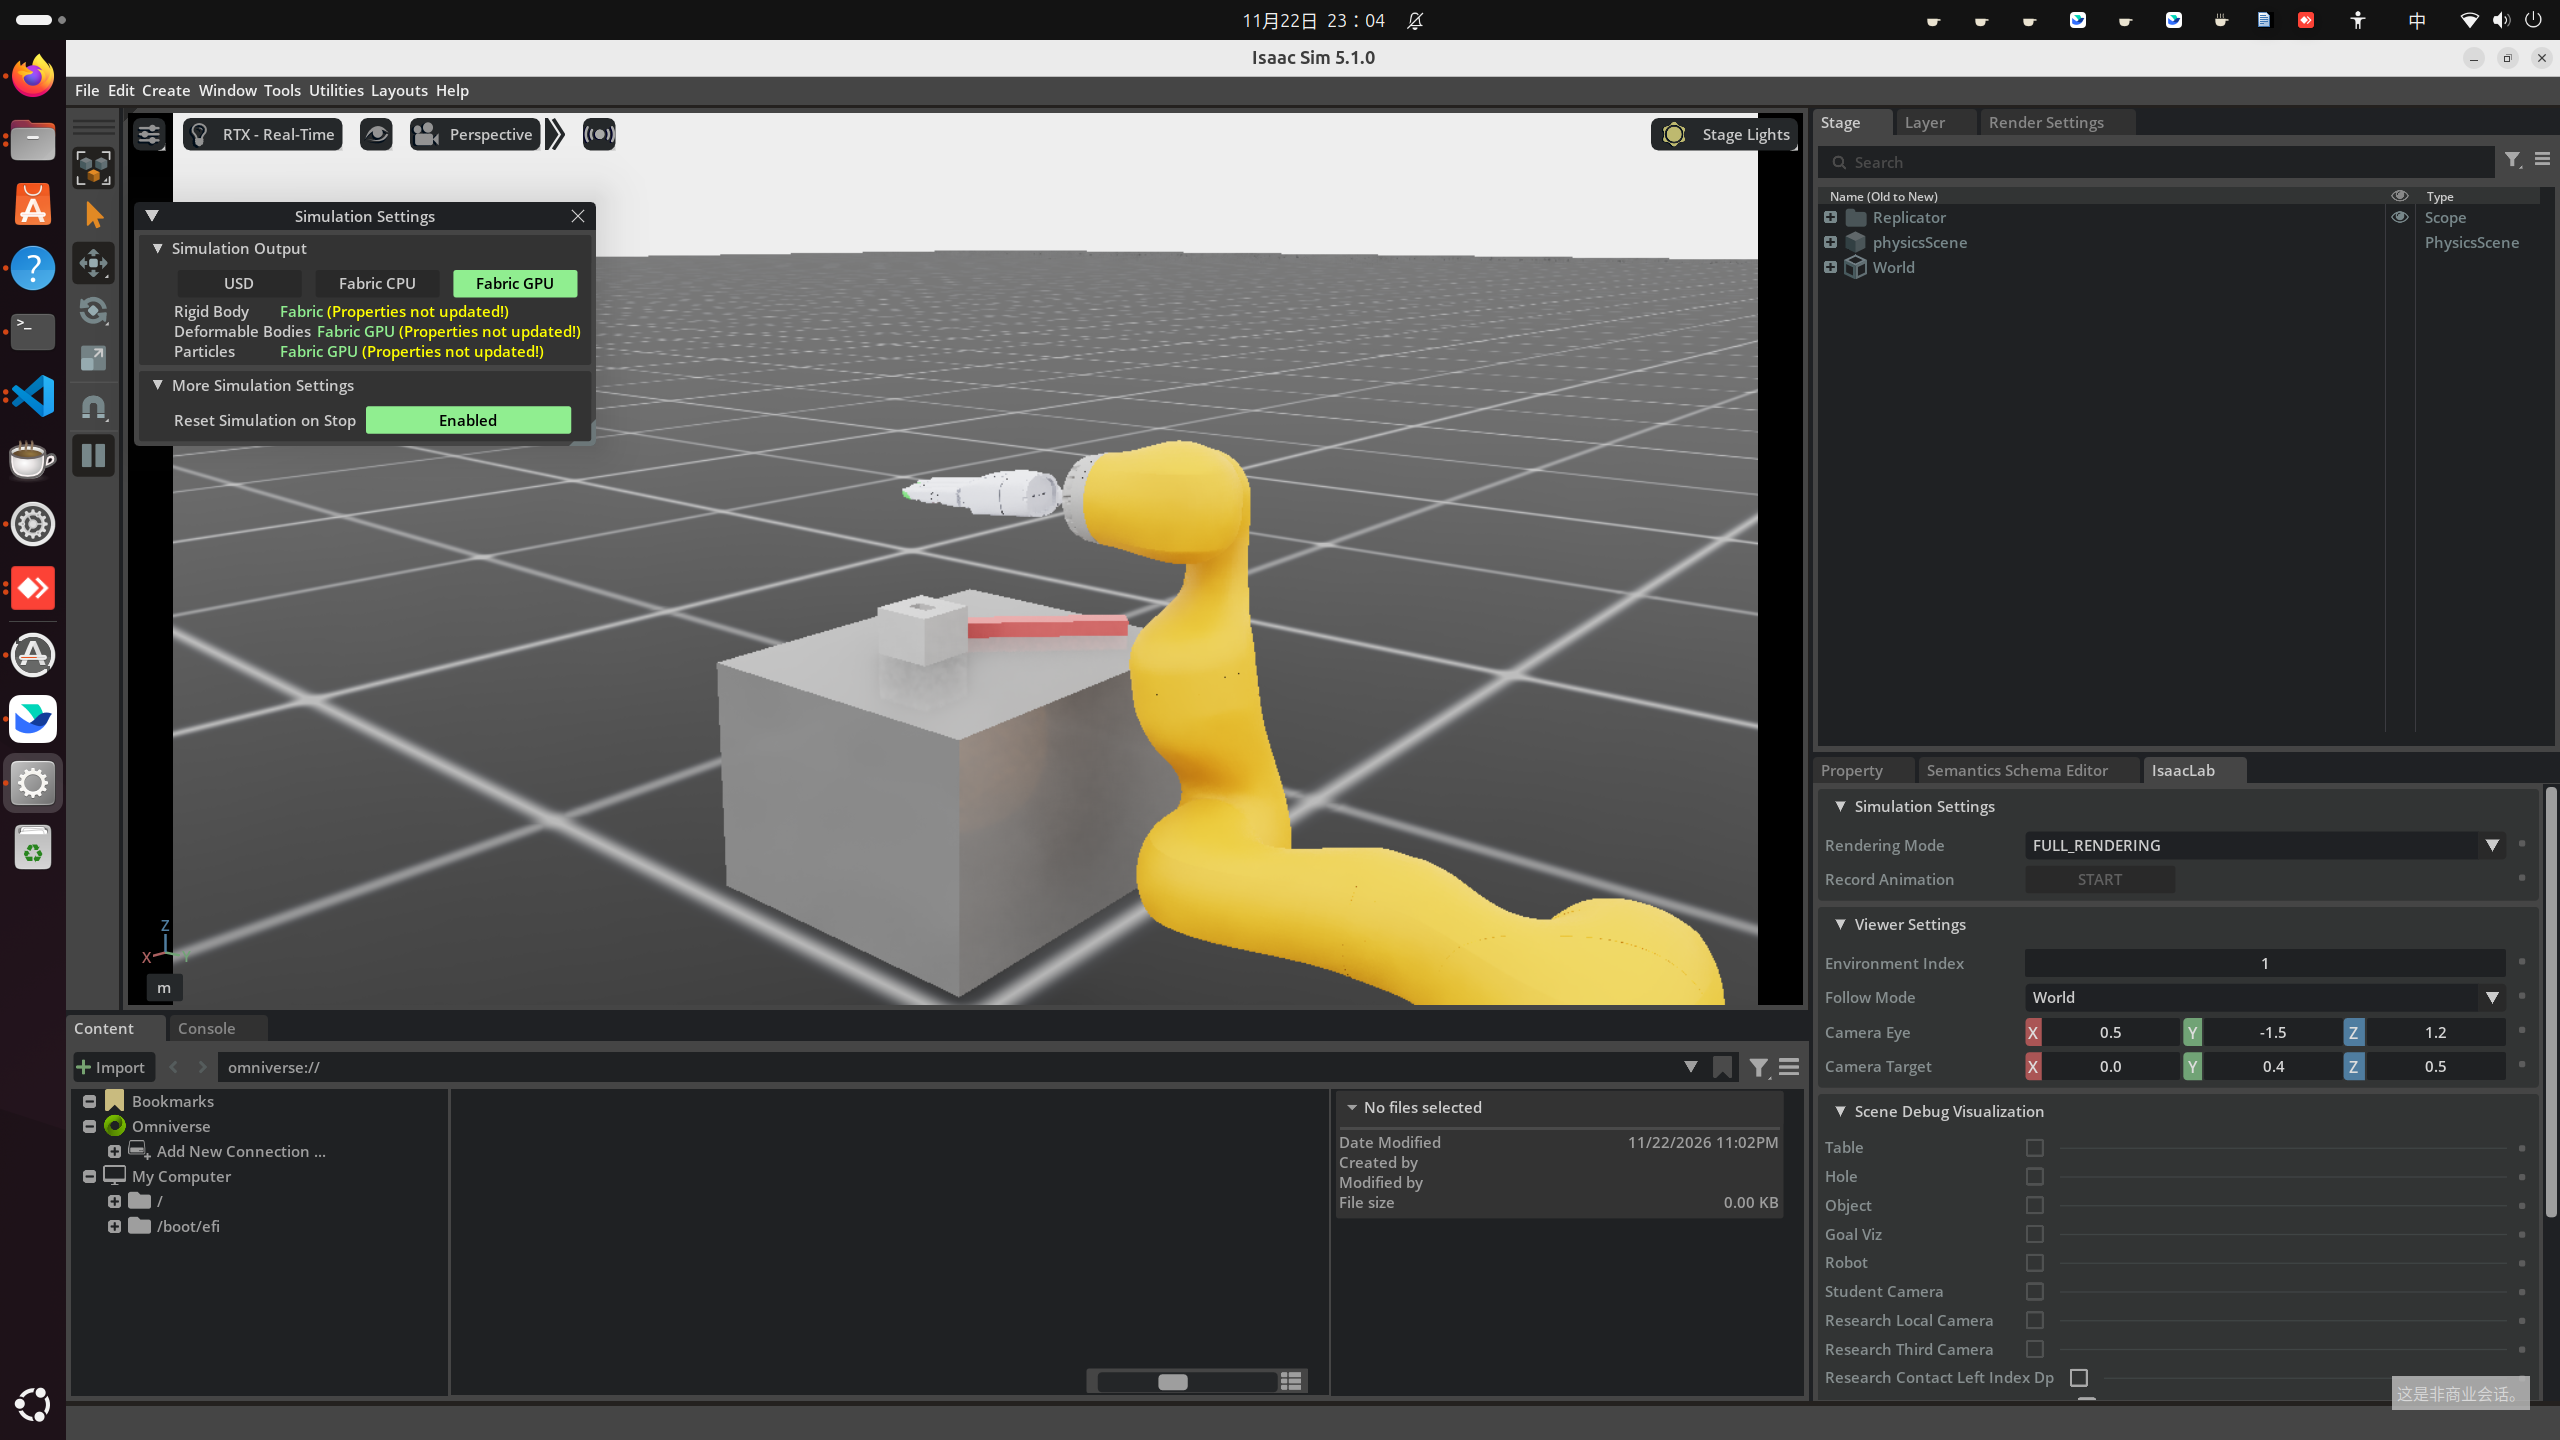 11月22日 23：04
中
Isaac Sim 5.1.0
File Edit Create Window Tools Utilities Layouts Help
RTX - Real-Time
Perspective
Stage Lights
Simulation Settings
Simulation Output
USD Fabric CPU Fabric GPU
Rigid Body Fabric (Properties not updated!)
Deformable Bodies Fabric GPU (Properties not updated!)
Particles Fabric GPU (Properties not updated!)
More Simulation Settings
Reset Simulation on Stop Enabled
Z
X
Y
m
Stage Layer Render Settings
Search
Name (Old to New) Type
Replicator Scope
physicsScene PhysicsScene
World
Property Semantics Schema Editor IsaacLab
Simulation Settings
Rendering Mode FULL_RENDERING
Record Animation START
Viewer Settings
Environment Index 1
Follow Mode World
Camera Eye X 0.5 Y -1.5 Z 1.2
Camera Target X 0.0 Y 0.4 Z 0.5
Scene Debug Visualization
Table
Hole
Object
Goal Viz
Robot
Student Camera
Research Local Camera
Research Third Camera
Research Contact Left Index Dp
这是非商业会话。
Content Console
Import omniverse://
Bookmarks
Omniverse
Add New Connection ...
My Computer
/
/boot/efi
No files selected
Date Modified 11/22/2026 11:02PM
Created by
Modified by
File size 0.00 KB